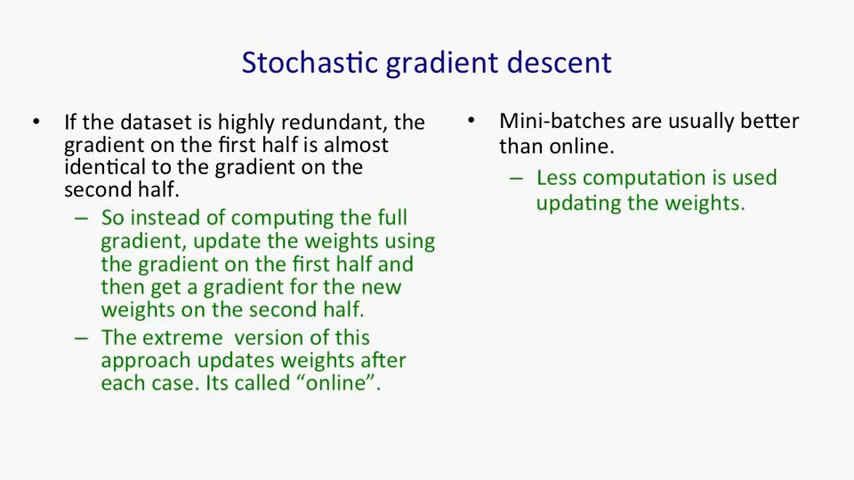 Stochastic gradient descent
• If the dataset is highly redundant, the
gradient on the first half is almost
identical to the gradient on the
second half.
– So instead of computing the full
gradient, update the weights using
the gradient on the first half and
then get a gradient for the new
weights on the second half.
– The extreme version of this
approach updates weights after
each case. Its called “online”.
• Mini-batches are usually better
than online.
– Less computation is used
updating the weights.